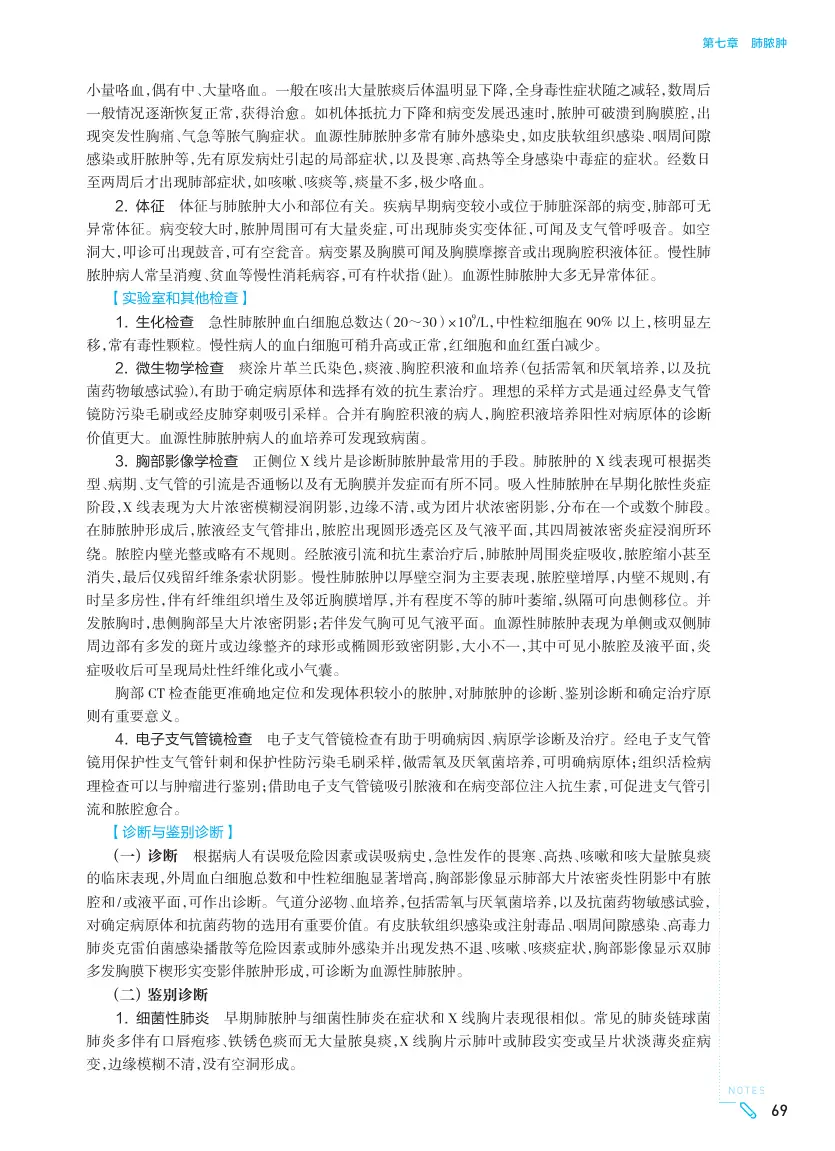 第七章 肺脓肿
小量咯血,偶有中、大量咯血。一般在咳出大量脓痰后体温明显下降,全身毒性症状随之减轻,数周后
一般情况逐渐恢复正常,获得治愈。如机体抵抗力下降和病变发展迅速时,脓肿可破溃到胸膜腔,出
现突发性胸痛、气急等脓气胸症状。血源性肺脓肿多常有肺外感染史,如皮肤软组织感染、咽周间隙
感染或肝脓肿等,先有原发病灶引起的局部症状,以及畏寒、高热等全身感染中毒症的症状。经数日
至两周后才出现肺部症状,如咳嗽、咳痰等,痰量不多,极少咯血。
2. 体征 体征与肺脓肿大小和部位有关。疾病早期病变较小或位于肺脏深部的病变,肺部可无
异常体征。病变较大时,脓肿周围可有大量炎症,可出现肺炎实变体征,可闻及支气管呼吸音。如空
洞大,叩诊可出现鼓音,可有空瓮音。病变累及胸膜可闻及胸膜摩擦音或出现胸腔积液体征。慢性肺
脓肿病人常呈消瘦、贫血等慢性消耗病容,可有杵状指(趾)。血源性肺脓肿大多无异常体征。
【实验室和其他检查】
1. 生化检查 急性肺脓肿血白细胞总数达(20～30)×10⁹/L,中性粒细胞在 90% 以上,核明显左
移,常有毒性颗粒。慢性病人的血白细胞可稍升高或正常,红细胞和血红蛋白减少。
2. 微生物学检查 痰涂片革兰氏染色,痰液、胸腔积液和血培养(包括需氧和厌氧培养,以及抗
菌药物敏感试验),有助于确定病原体和选择有效的抗生素治疗。理想的采样方式是通过经鼻支气管
镜防污染毛刷或经皮肺穿刺吸引采样。合并有胸腔积液的病人,胸腔积液培养阳性对病原体的诊断
价值更大。血源性肺脓肿病人的血培养可发现致病菌。
3. 胸部影像学检查 正侧位 X 线片是诊断肺脓肿最常用的手段。肺脓肿的 X 线表现可根据类
型、病期、支气管的引流是否通畅以及有无胸膜并发症而有所不同。吸入性肺脓肿在早期化脓性炎症
阶段,X 线表现为大片浓密模糊浸润阴影,边缘不清,或为团片状浓密阴影,分布在一个或数个肺段。
在肺脓肿形成后,脓液经支气管排出,脓腔出现圆形透亮区及气液平面,其四周被浓密炎症浸润所环
绕。脓腔内壁光整或略有不规则。经脓液引流和抗生素治疗后,肺脓肿周围炎症吸收,脓腔缩小甚至
消失,最后仅残留纤维条索状阴影。慢性肺脓肿以厚壁空洞为主要表现,脓腔壁增厚,内壁不规则,有
时呈多房性,伴有纤维组织增生及邻近胸膜增厚,并有程度不等的肺叶萎缩,纵隔可向患侧移位。并
发脓胸时,患侧胸部呈大片浓密阴影;若伴发气胸可见气液平面。血源性肺脓肿表现为单侧或双侧肺
周边部有多发的斑片或边缘整齐的球形或椭圆形致密阴影,大小不一,其中可见小脓腔及液平面,炎
症吸收后可呈现局灶性纤维化或小气囊。
胸部 CT 检查能更准确地定位和发现体积较小的脓肿,对肺脓肿的诊断、鉴别诊断和确定治疗原
则有重要意义。
4. 电子支气管镜检查 电子支气管镜检查有助于明确病因、病原学诊断及治疗。经电子支气管
镜用保护性支气管针刺和保护性防污染毛刷采样,做需氧及厌氧菌培养,可明确病原体;组织活检病
理检查可以与肿瘤进行鉴别;借助电子支气管镜吸引脓液和在病变部位注入抗生素,可促进支气管引
流和脓腔愈合。
【诊断与鉴别诊断】
(一)诊断 根据病人有误吸危险因素或误吸病史,急性发作的畏寒、高热、咳嗽和咳大量脓臭痰
的临床表现,外周血白细胞总数和中性粒细胞显著增高,胸部影像显示肺部大片浓密炎性阴影中有脓
腔和/或液平面,可作出诊断。气道分泌物、血培养,包括需氧与厌氧菌培养,以及抗菌药物敏感试验,
对确定病原体和抗菌药物的选用有重要价值。有皮肤软组织感染或注射毒品、咽周间隙感染、高毒力
肺炎克雷伯菌感染播散等危险因素或肺外感染并出现发热不退、咳嗽、咳痰症状,胸部影像显示双肺
多发胸膜下楔形实变影伴脓肿形成,可诊断为血源性肺脓肿。
(二)鉴别诊断
1. 细菌性肺炎 早期肺脓肿与细菌性肺炎在症状和 X 线胸片表现很相似。常见的肺炎链球菌
肺炎多伴有口唇疱疹、铁锈色痰而无大量脓臭痰,X 线胸片示肺叶或肺段实变或呈片状淡薄炎症病
变,边缘模糊不清,没有空洞形成。
NOTES
69